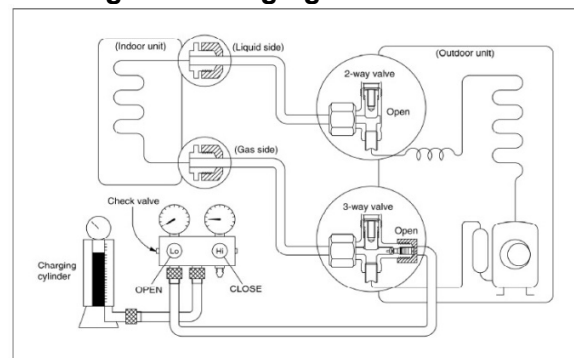 (Indoor unit)
(Liquid side)
(Outdoor unit)
2-way valve
Open
(Gas side)
3-way valve
Open
Check valve
Lo
Hi
OPEN
CLOSE
Charging
cylinder